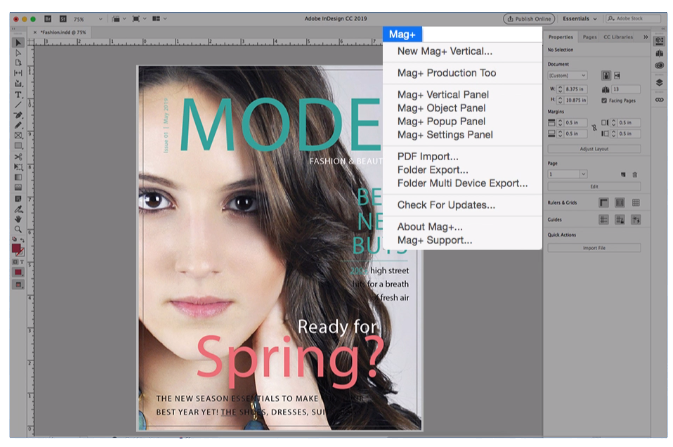 Adobe InDesign CC 2019
75%
Publish Online
Essentials
Adobe Stock
*Fashion.indd @ 75%
Mag+
New Mag+ Vertical...
Mag+ Production Too
Mag+ Vertical Panel
Mag+ Object Panel
Mag+ Popup Panel
Mag+ Settings Panel
PDF Import...
Folder Export...
Folder Multi Device Export...
Check For Updates...
About Mag+...
Mag+ Support...
Properties
Pages
CC Libraries
No Selection
Document
[Custom]
W:
8.375 in
13
H:
10.875 in
Facing Pages
Margins
0.5 in
0.5 in
0.5 in
0.5 in
Adjust Layout
Page
1
Edit
Rulers & Grids
Guides
Quick Actions
Import File
Issue 05 | May 2019
MODE
FASHION & BEAUT
BE
NE
BUYS
high street
for a breath
fresh air
Ready for
Spring?
THE NEW SEASON ESSENTIALS TO MAKE
BEST YEAR YET! THE SHOES, DRESSES,